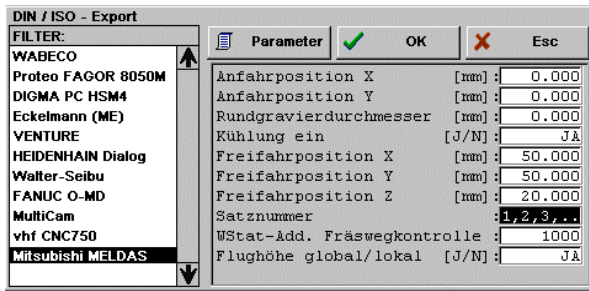 DIN / ISO - Export
FILTER:
WABECO
Proteo FAGOR 8050M
DIGMA PC HSM4
Eckelmann (ME)
VENTURE
HEIDENHAIN Dialog
Walter-Seibu
FANUC O-MD
MultiCam
vhf CNC750
Mitsubishi MELDAS
Parameter OK Esc
Anfahrposition X [mm]: 0.000
Anfahrposition Y [mm]: 0.000
Rundgravierdurchmesser [mm]: 0.000
Kühlung ein [J/N]: JA
Freifahrposition X [mm]: 50.000
Freifahrposition Y [mm]: 50.000
Freifahrposition Z [mm]: 20.000
Satznummer :1,2,3,..
WStat-Add. Fräswegkontrolle : 1000
Flughöhe global/lokal [J/N]: JA